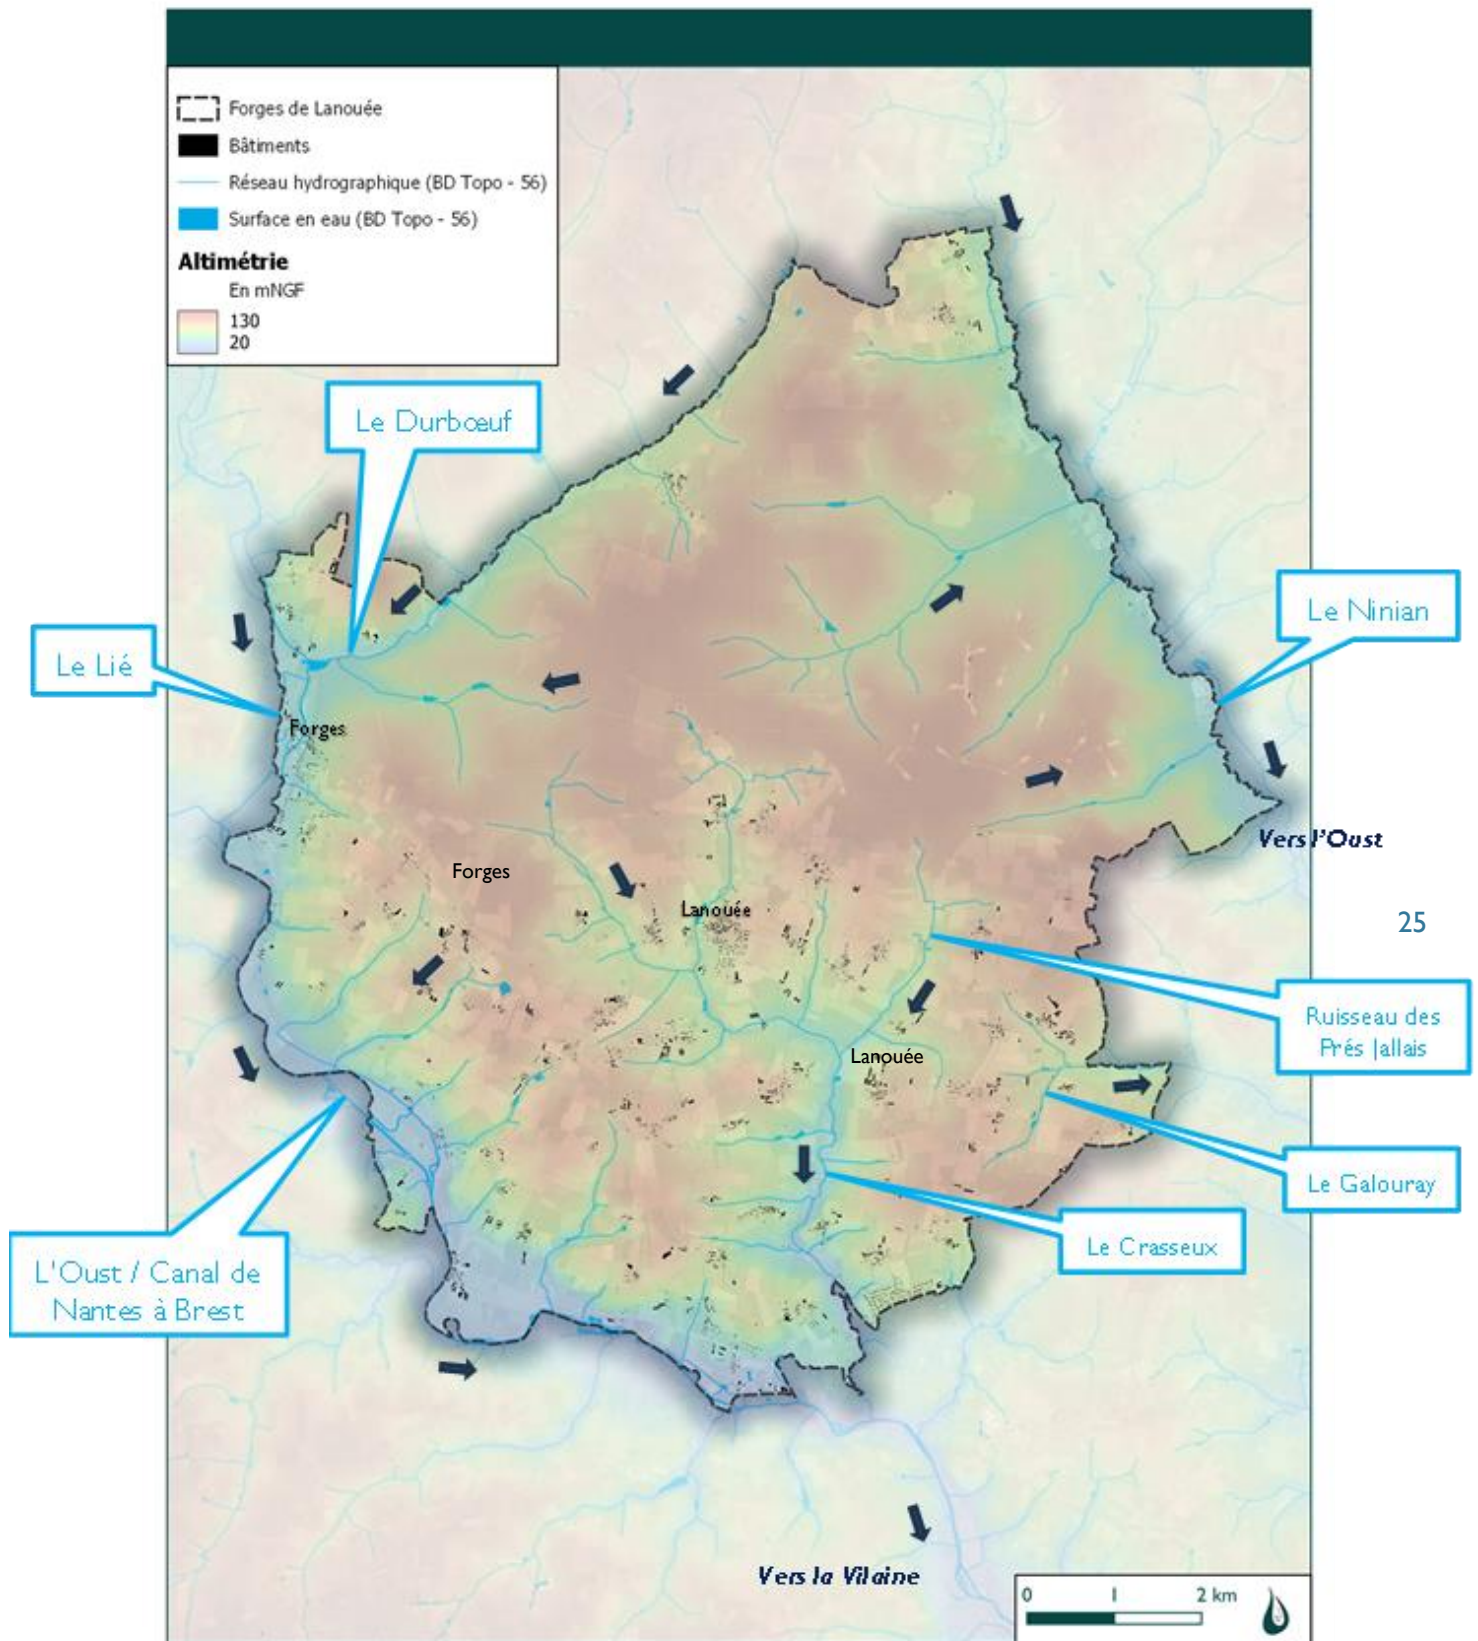 Forges de Lanouée
Bâtiments
Réseau hydrographique (BD Topo - 56)
Surface en eau (BD Topo - 56)
Altimétrie
En mNGF
130
20
Le Durbœuf
Le Ninian
Le Lié
Forges
Vers l'Oust
Forges
Lanouée
25
Ruisseau des
Prés Jallais
Lanouée
Le Galouray
Le Crasseux
L'Oust / Canal de
Nantes à Brest
Vers la Vilaine
0 1 2 km